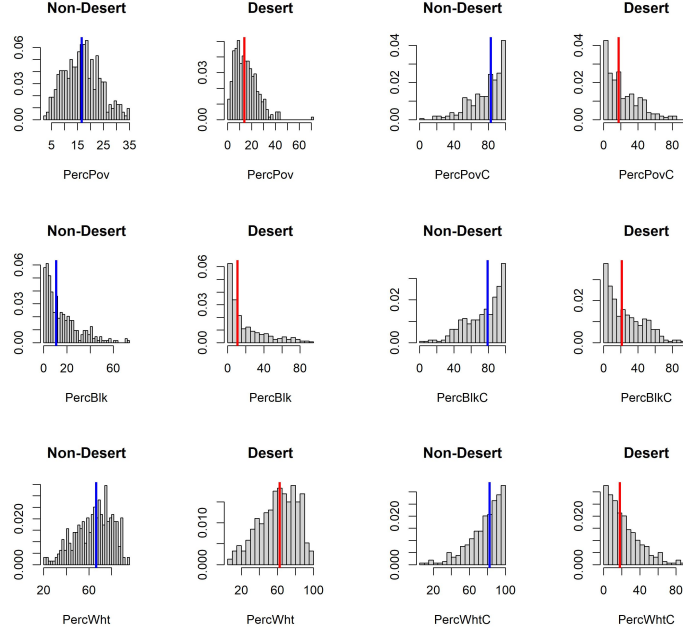 Non-Desert Desert Non-Desert Desert
0.00 0.03 0.06
5 15 25 35
PercPov
0.00 0.03
0 20 40 60
PercPov
0.00 0.02 0.04
0 40 80
PercPovC
0.00 0.02 0.04
0 40 80
PercPovC
Non-Desert Desert Non-Desert Desert
0.00 0.03 0.06
0 20 60
PercBlk
0.00 0.03 0.06
0 40 80
PercBlk
0.00 0.02
0 40 80
PercBlkC
0.00 0.02
0 40 80
PercBlkC
Non-Desert Desert Non-Desert Desert
0.000 0.020
20 60
PercWht
0.000 0.010
20 60 100
PercWht
0.000 0.020
20 60 100
PercWhtC
0.000 0.020
0 40 80
PercWhtC